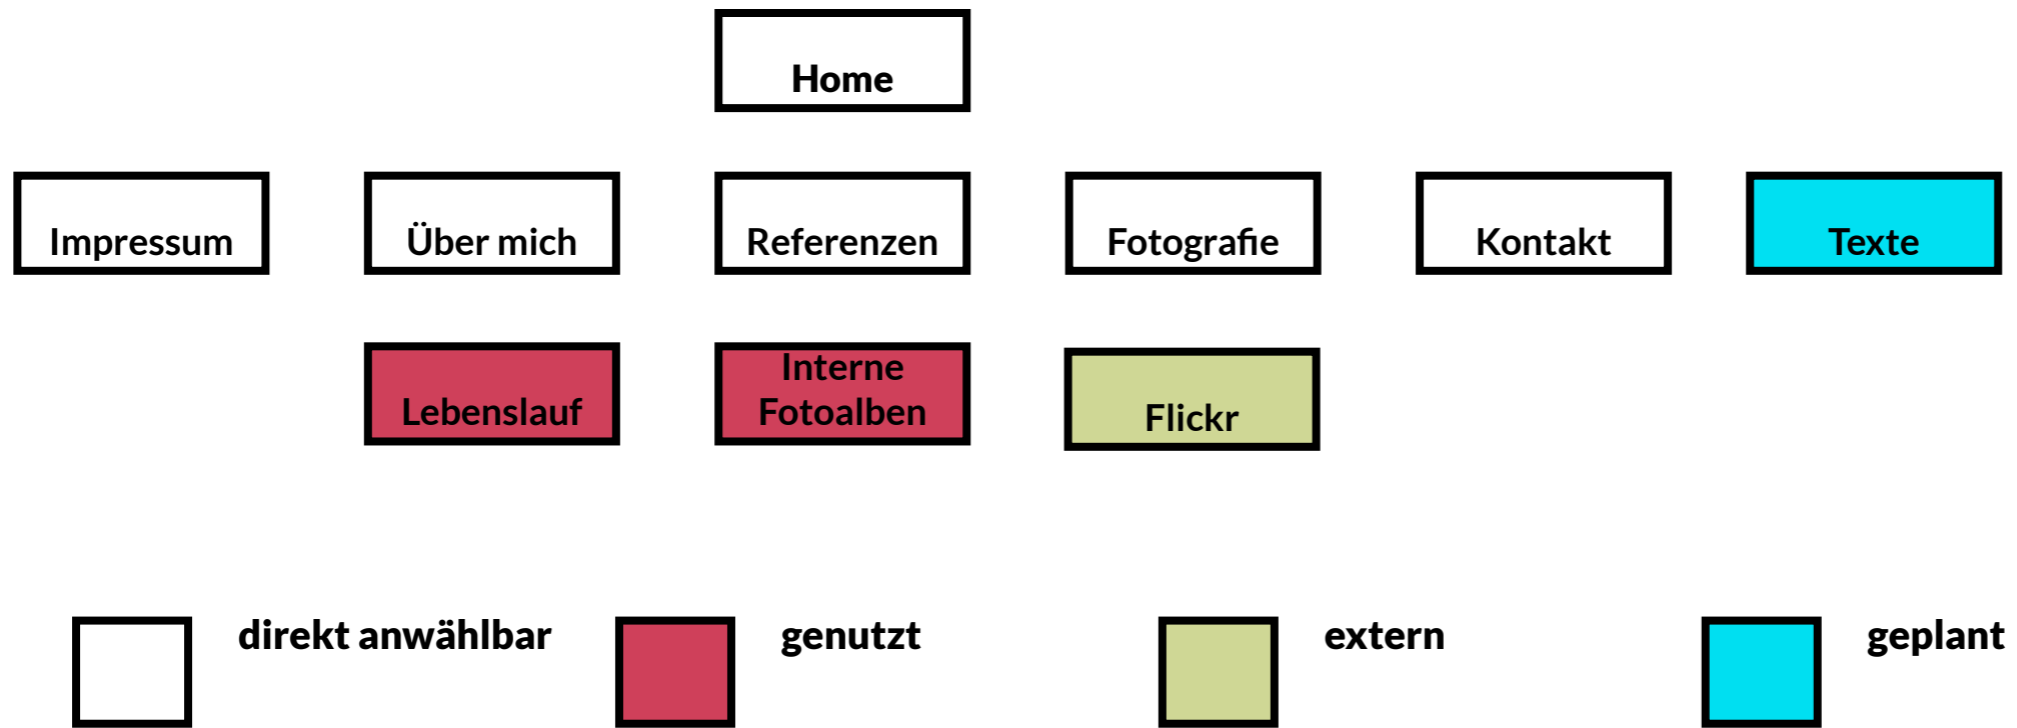 Home
Impressum
Über mich
Referenzen
Fotografie
Kontakt
Texte
Lebenslauf
Interne
Fotoalben
Flickr
direkt anwählbar
genutzt
extern
geplant